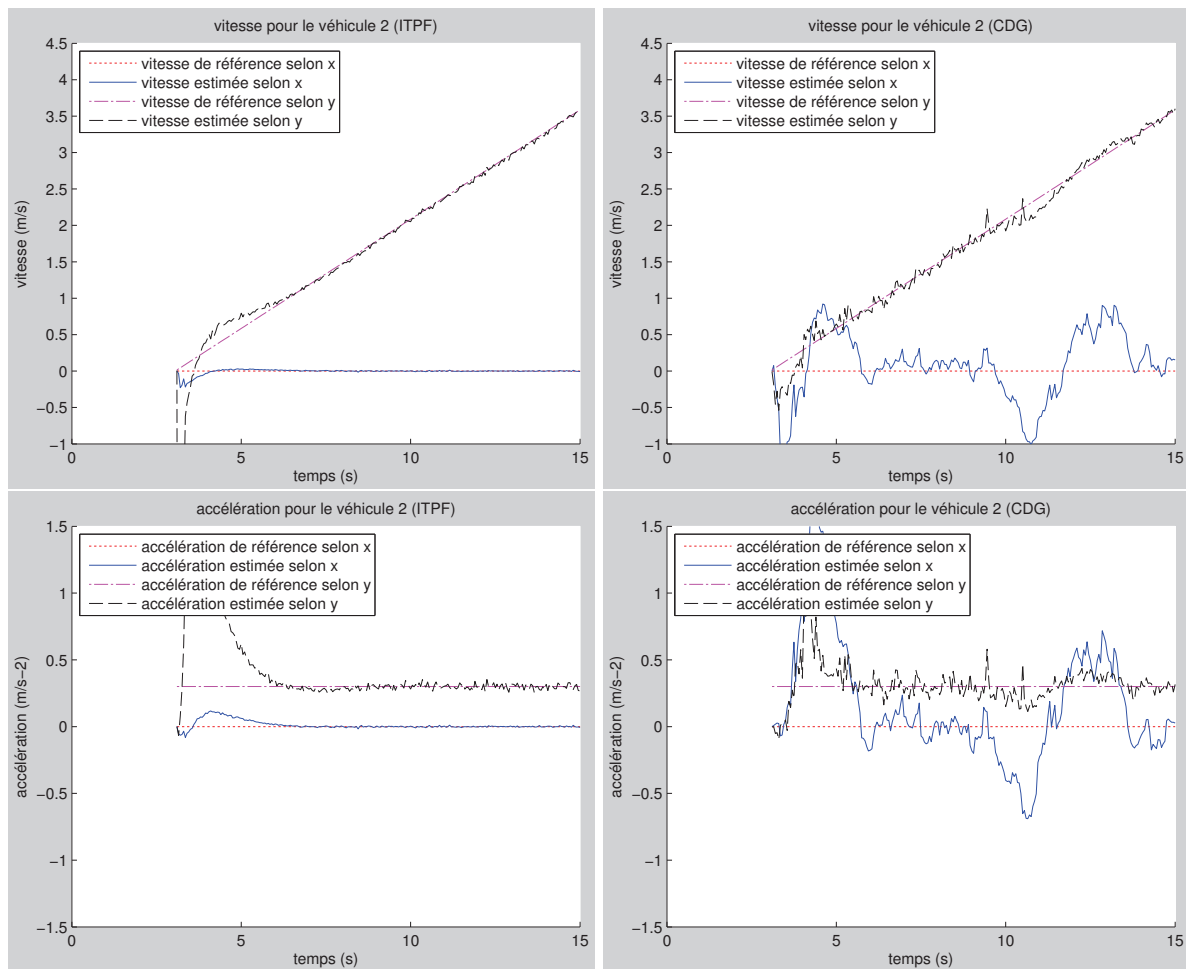 vitesse pour le véhicule 2 (ITPF)
4.5
4
3.5
3
2.5
2
1.5
1
0.5
0
−0.5
−1
vitesse (m/s)
vitesse de référence selon x
vitesse estimée selon x
vitesse de référence selon y
vitesse estimée selon y
0
5
10
15
temps (s)
vitesse pour le véhicule 2 (CDG)
4.5
4
3.5
3
2.5
2
1.5
1
0.5
0
−0.5
−1
vitesse (m/s)
vitesse de référence selon x
vitesse estimée selon x
vitesse de référence selon y
vitesse estimée selon y
0
5
10
15
temps (s)
accélération pour le véhicule 2 (ITPF)
1.5
1
0.5
0
−0.5
−1
−1.5
accélération (m/s−2)
accélération de référence selon x
accélération estimée selon x
accélération de référence selon y
accélération estimée selon y
0
5
10
15
temps (s)
accélération pour le véhicule 2 (CDG)
1.5
1
0.5
0
−0.5
−1
−1.5
accélération (m/s−2)
accélération de référence selon x
accélération estimée selon x
accélération de référence selon y
accélération estimée selon y
0
5
10
15
temps (s)